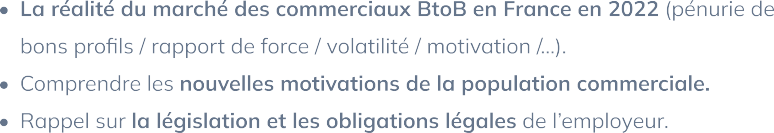 • La réalité du marché des commerciaux BtoB en France en 2022 (pénurie de
bons profils / rapport de force / volatilité / motivation /...).
• Comprendre les nouvelles motivations de la population commerciale.
• Rappel sur la législation et les obligations légales de l'employeur.